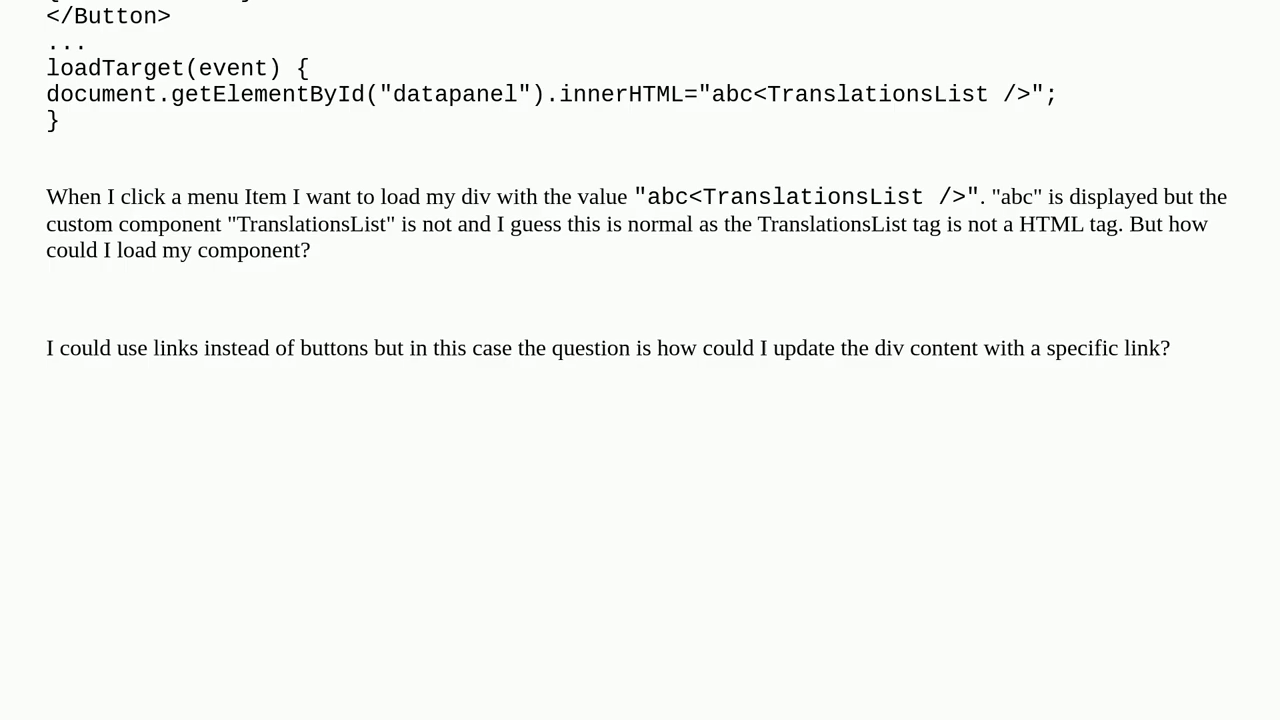 </Button>
...
loadTarget(event) {
document.getElementById("datapanel").innerHTML="abc<TranslationsList />";
}
When I click a menu Item I want to load my div with the value "abc<TranslationsList />". "abc" is displayed but the
custom component "TranslationsList" is not and I guess this is normal as the TranslationsList tag is not a HTML tag. But how
could I load my component?
I could use links instead of buttons but in this case the question is how could I update the div content with a specific link?